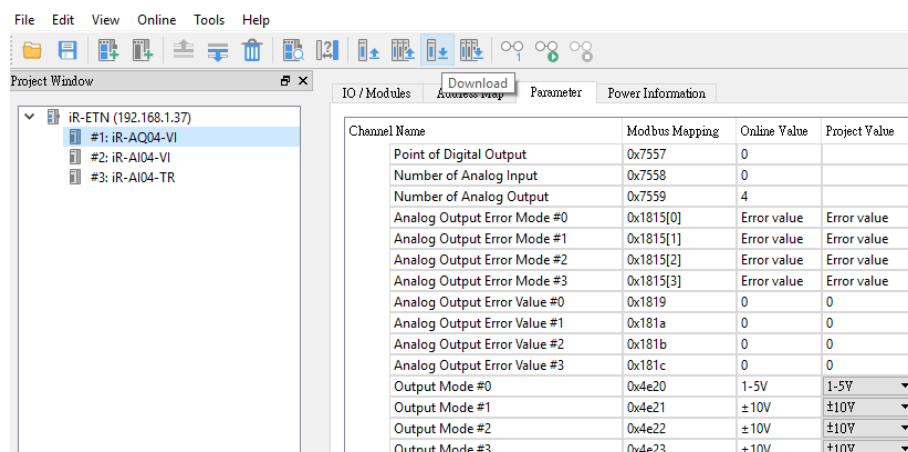 File Edit View Online Tools Help
Project Window
Download
IO / Modules Address Map Parameter Power Information
iR-ETN (192.168.1.37)
#1: iR-AQ04-VI
#2: iR-AI04-VI
#3: iR-AI04-TR
Channel Name Modbus Mapping Online Value Project Value
Point of Digital Output 0x7557 0
Number of Analog Input 0x7558 0
Number of Analog Output 0x7559 4
Analog Output Error Mode #0 0x1815[0] Error value Error value
Analog Output Error Mode #1 0x1815[1] Error value Error value
Analog Output Error Mode #2 0x1815[2] Error value Error value
Analog Output Error Mode #3 0x1815[3] Error value Error value
Analog Output Error Value #0 0x1819 0 0
Analog Output Error Value #1 0x181a 0 0
Analog Output Error Value #2 0x181b 0 0
Analog Output Error Value #3 0x181c 0 0
Output Mode #0 0x4e20 1-5V 1-5V
Output Mode #1 0x4e21 ±10V ±10V
Output Mode #2 0x4e22 ±10V ±10V
Output Mode #3 0x4e23 ±10V ±10V